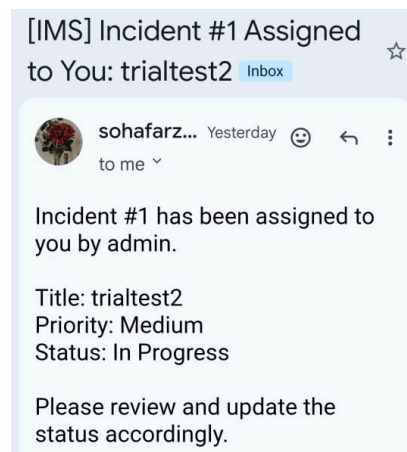 [IMS] Incident #1 Assigned
to You: trialtest2 Inbox
sohafarz... Yesterday
to me
Incident #1 has been assigned to
you by admin.
Title: trialtest2
Priority: Medium
Status: In Progress
Please review and update the
status accordingly.